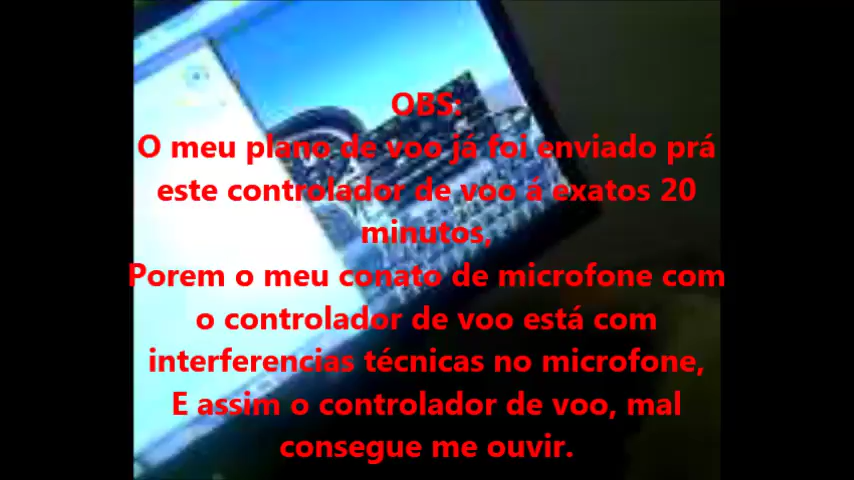 OBS:
O meu plano de voo já foi enviado prá
este controlador de voo á exatos 20
minutos,
Porem o meu conato de microfone com
o controlador de voo está com
interferencias técnicas no microfone,
E assim o controlador de voo, mal
consegue me ouvir.